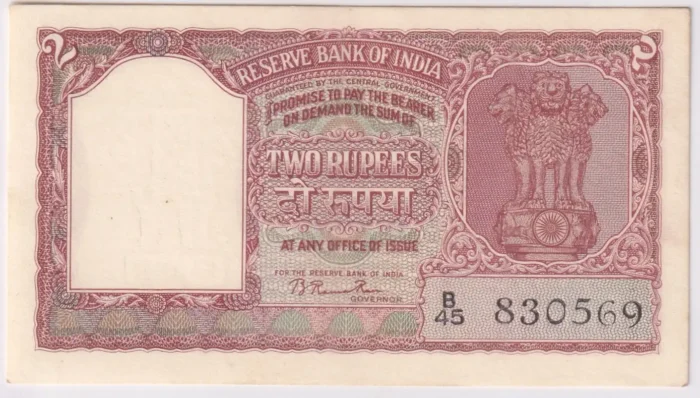 २ २
RESERVE BANK OF INDIA
GUARANTEED BY THE CENTRAL GOVERNMENT
I PROMISE TO PAY THE BEARER
ON DEMAND THE SUM OF
TWO RUPEES
दो रुपया
AT ANY OFFICE OF ISSUE
FOR THE RESERVE BANK OF INDIA
B Rama Rau
GOVERNOR
B/45 830569